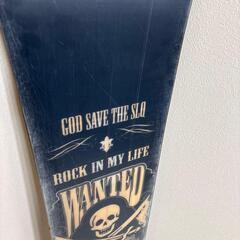 GOD SAVE THE SLQ
ROCK IN MY LIFE
WANTED